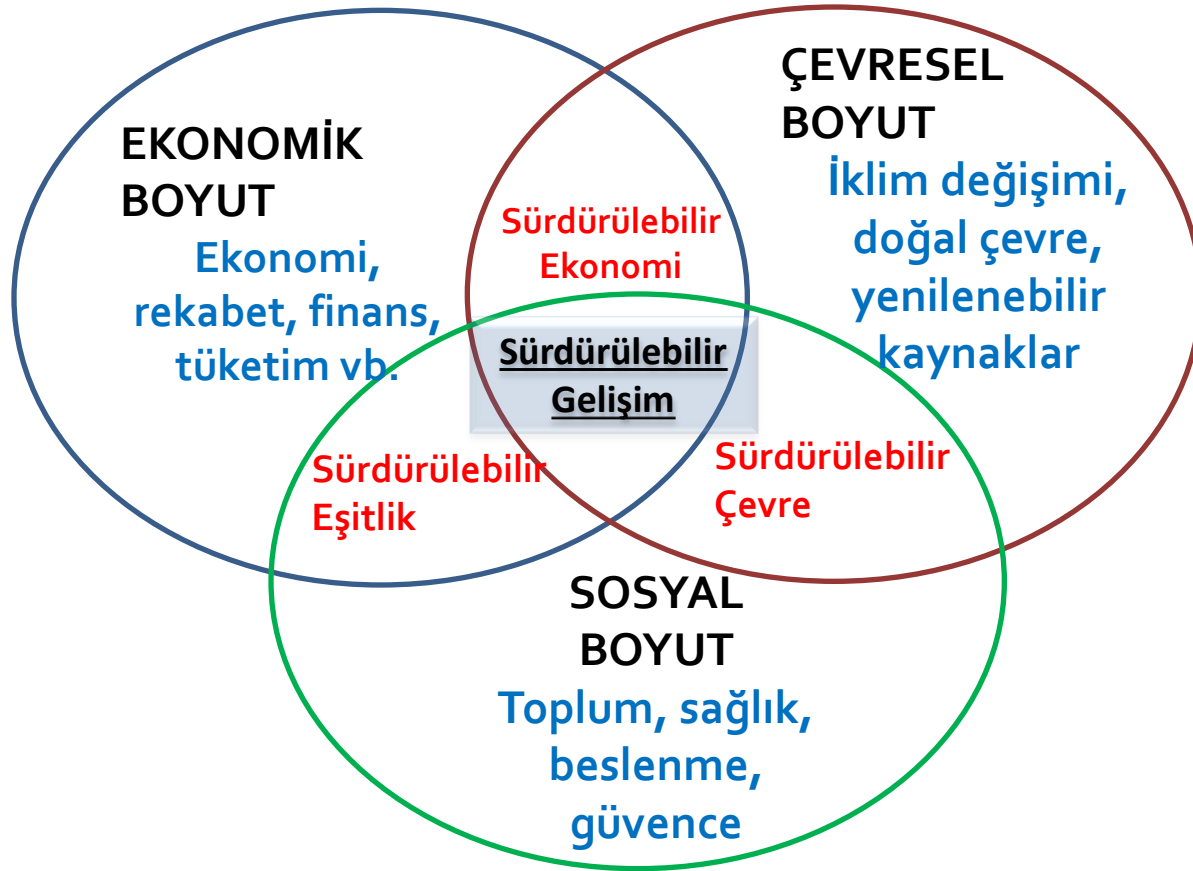 EKONOMİK
BOYUT
Ekonomi,
rekabet, finans,
tüketim vb.
Sürdürülebilir
Ekonomi
ÇEVRESEL
BOYUT
İklim değişimi,
doğal çevre,
yenilenebilir
kaynaklar
Sürdürülebilir
Gelişim
Sürdürülebilir
Eşitlik
Sürdürülebilir
Çevre
SOSYAL
BOYUT
Toplum, sağlık,
beslenme,
güvence